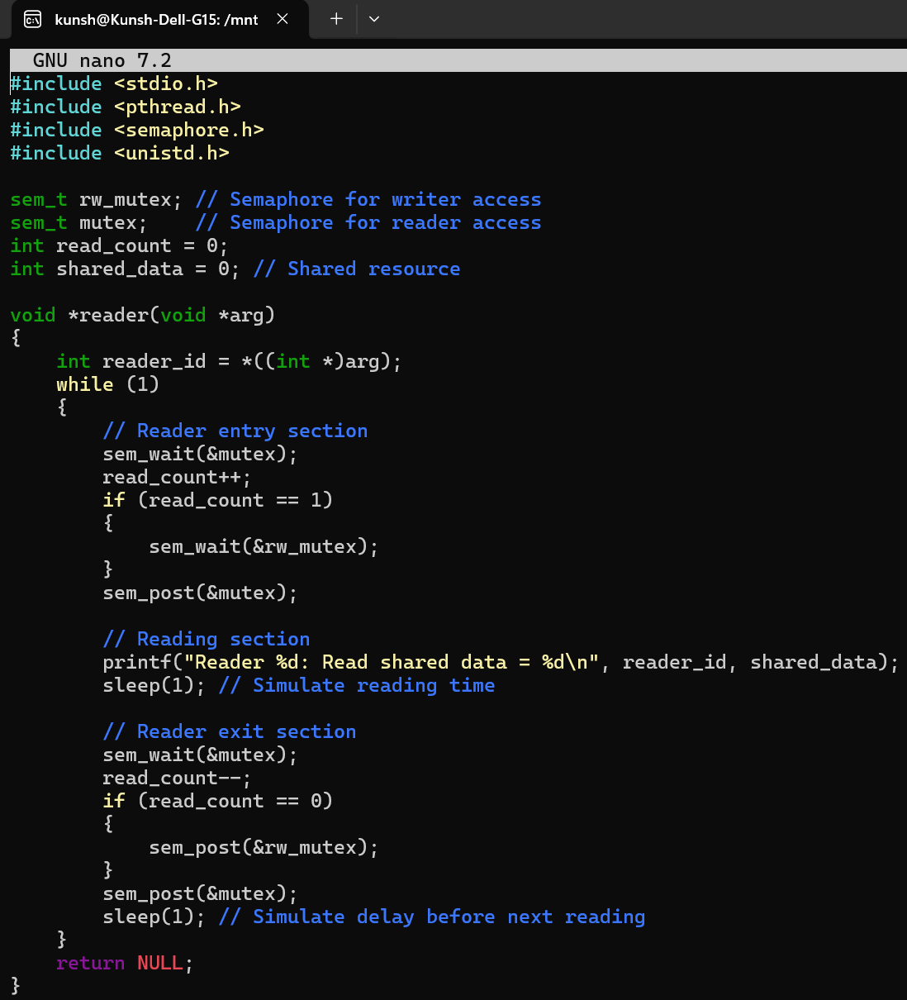 kunsh@Kunsh-Dell-G15: /mnt
GNU nano 7.2
#include <stdio.h>
#include <pthread.h>
#include <semaphore.h>
#include <unistd.h>

sem_t rw_mutex; // Semaphore for writer access
sem_t mutex;    // Semaphore for reader access
int read_count = 0;
int shared_data = 0; // Shared resource

void *reader(void *arg)
{
    int reader_id = *((int *)arg);
    while (1)
    {
        // Reader entry section
        sem_wait(&mutex);
        read_count++;
        if (read_count == 1)
        {
            sem_wait(&rw_mutex);
        }
        sem_post(&mutex);

        // Reading section
        printf("Reader %d: Read shared data = %d\n", reader_id, shared_data);
        sleep(1); // Simulate reading time

        // Reader exit section
        sem_wait(&mutex);
        read_count--;
        if (read_count == 0)
        {
            sem_post(&rw_mutex);
        }
        sem_post(&mutex);
        sleep(1); // Simulate delay before next reading
    }
    return NULL;
}